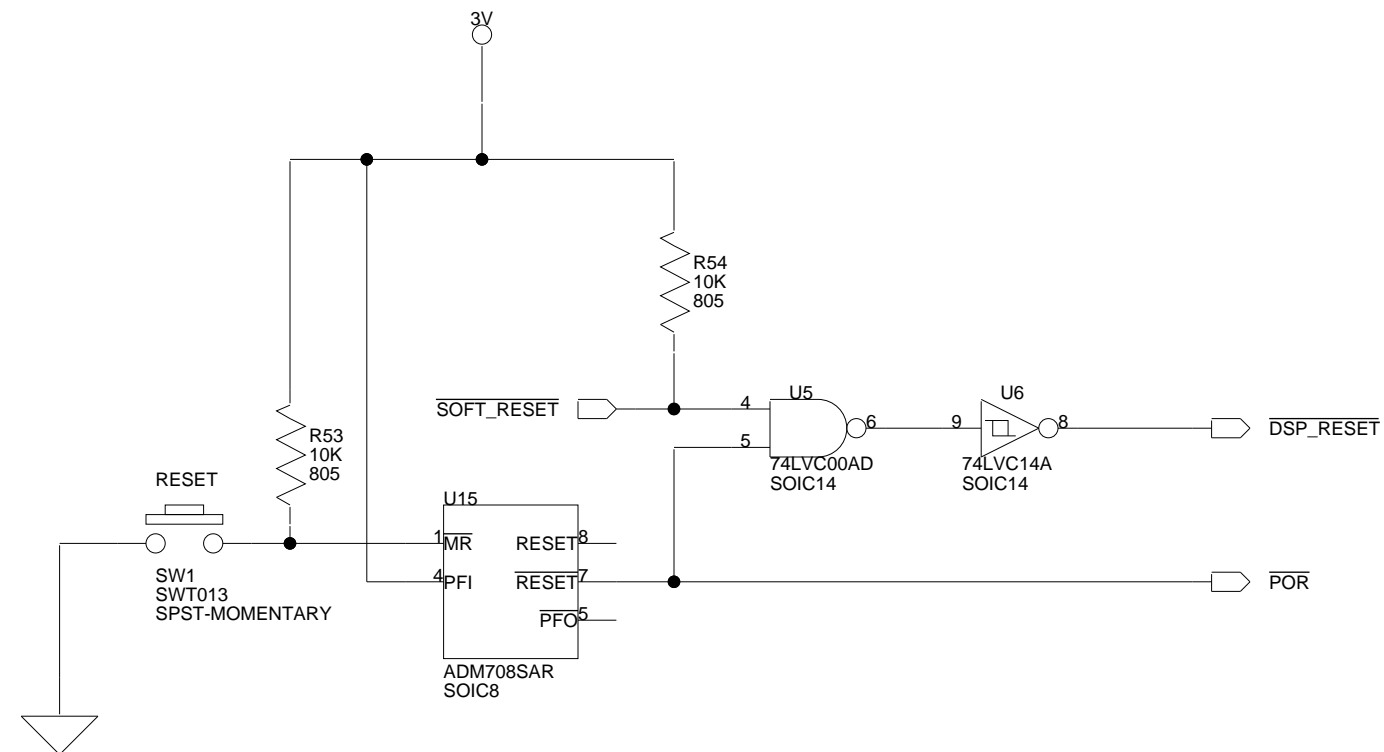 3V
R54
10K
805
SOFT_RESET
4
5
U5
6
74LVC00AD
SOIC14
U6
9
8
74LVC14A
SOIC14
DSP_RESET
R53
10K
805
RESET
SW1
SWT013
SPST-MOMENTARY
U15
1 MR
4 PFI
RESET 8
RESET 7
PFO 5
ADM708SAR
SOIC8
POR